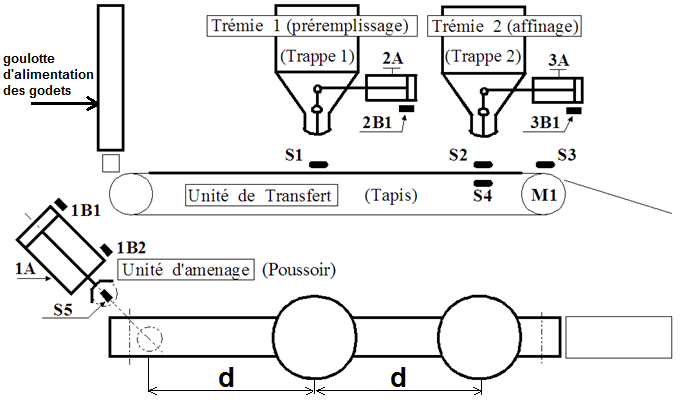 goulotte
d'alimentation
des godets
Trémie 1 (préremplissage)
(Trappe 1)
2A
2B1
Trémie 2 (affinage)
(Trappe 2)
3A
3B1
S1
S2
S3
Unité de Transfert
(Tapis)
S4
M1
1B1
1B2
1A
Unité d'amenage (Poussoir)
S5
d
d